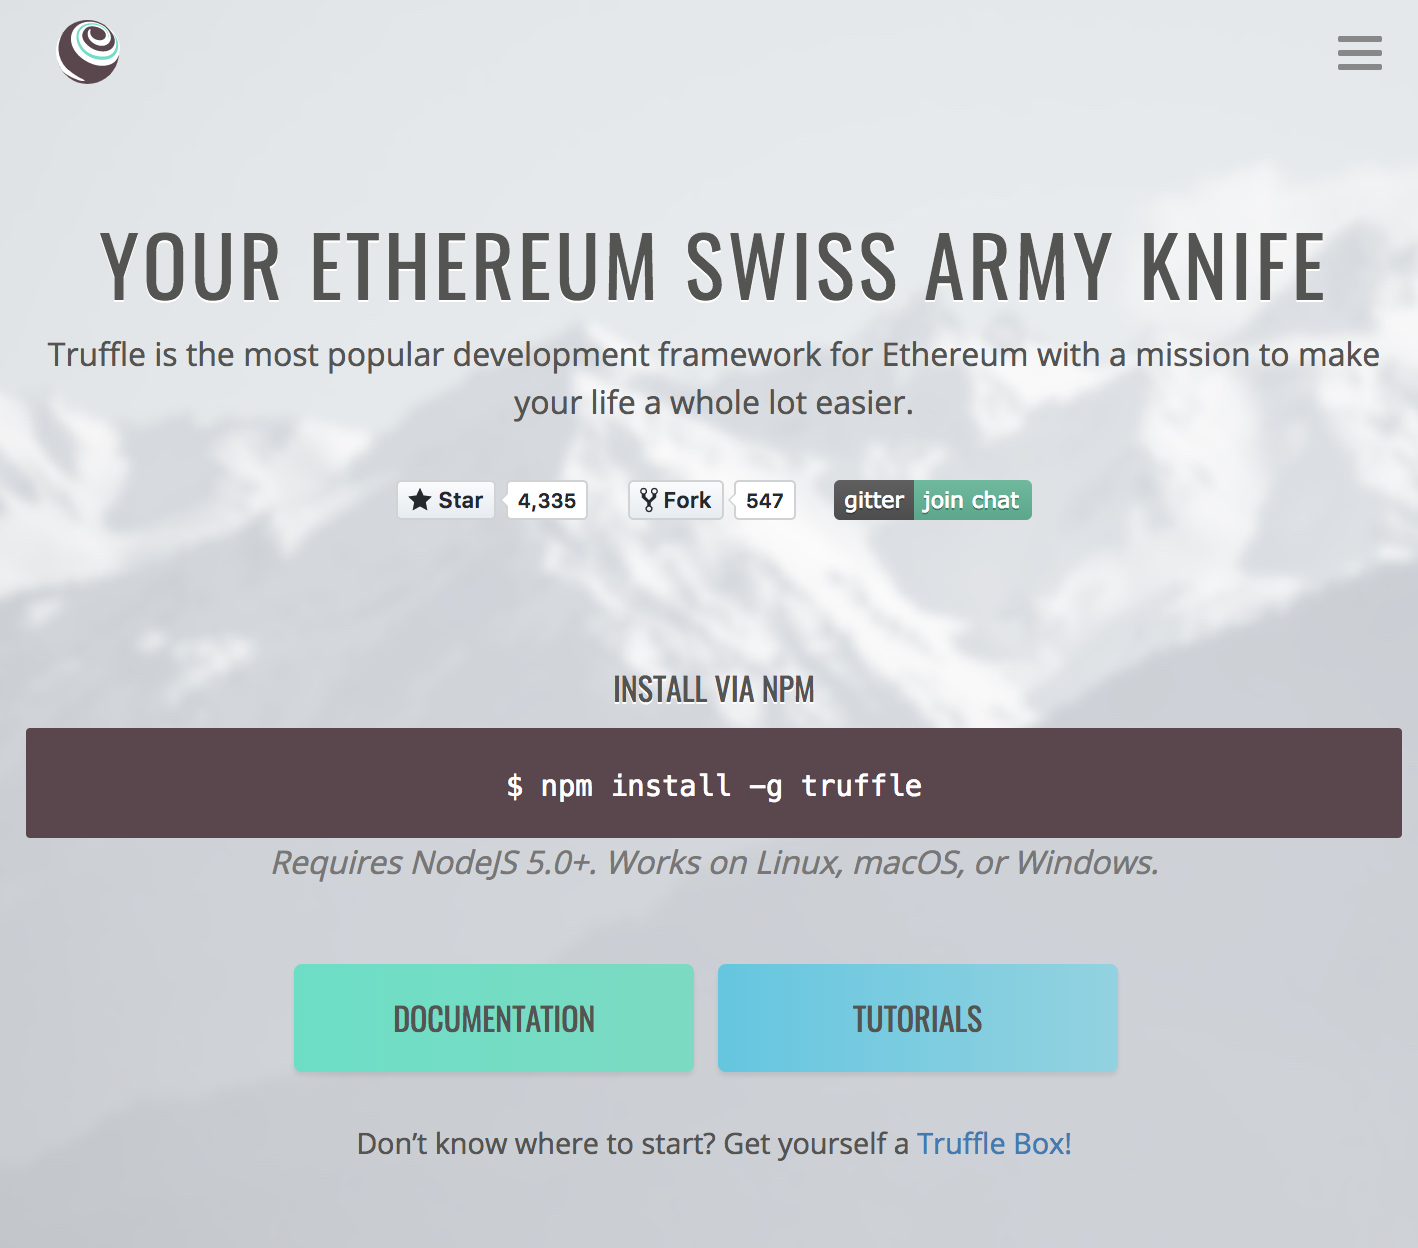 YOUR ETHEREUM SWISS ARMY KNIFE
Truffle is the most popular development framework for Ethereum with a mission to make
your life a whole lot easier.
Star 4,335 Fork 547 gitter join chat
INSTALL VIA NPM
$ npm install -g truffle
Requires NodeJS 5.0+. Works on Linux, macOS, or Windows.
DOCUMENTATION TUTORIALS
Don’t know where to start? Get yourself a Truffle Box!